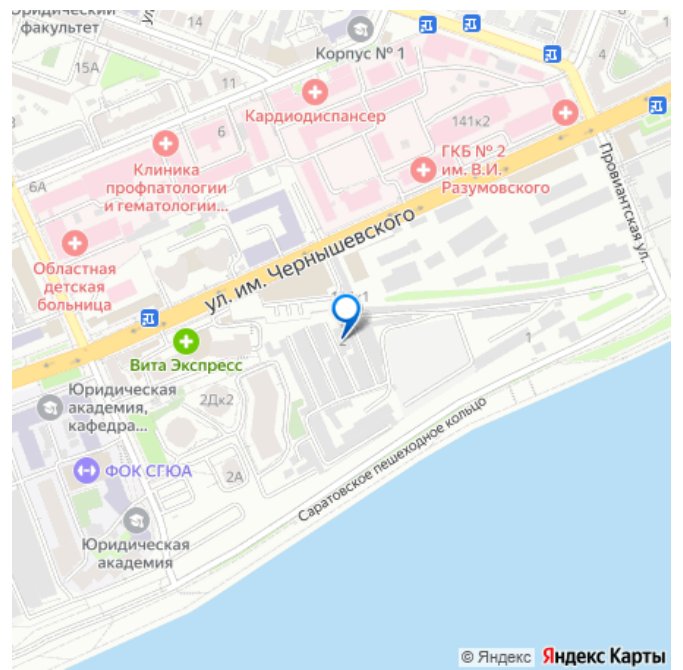 Юридический
факультет
Корпус № 1
15А
11
4
Кардиодиспансер
141к2
6
ГКБ № 2
им. В.И.
Разумовского
Клиника
профпатологии
и гематологии...
6А
Провиантская ул.
ул. им. Чернышевского
Областная
детская
больница
Вита Экспресс
2
1
Юридическая
академия,
кафедра...
2Дк2
Саратовское пешеходное кольцо
ФОК СГЮА
2А
Юридическая
академия
© Яндекс Яндекс Карты